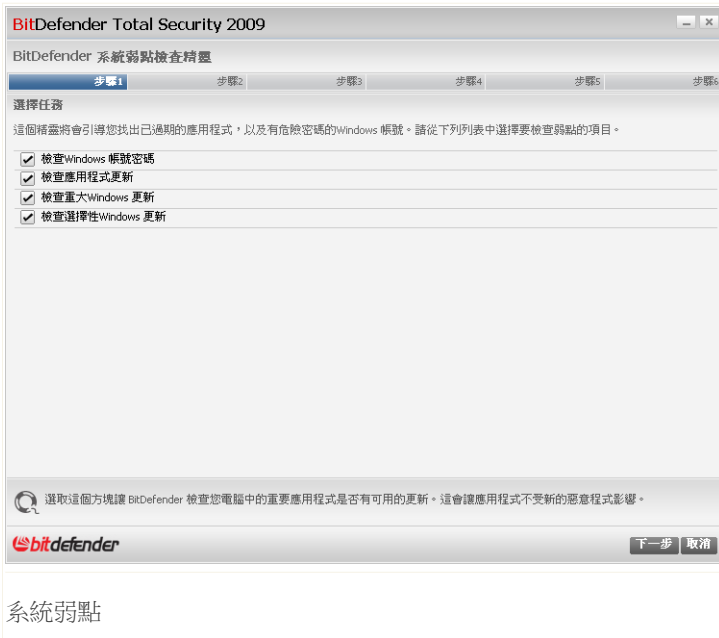 BitDefender Total Security 2009
BitDefender 系統弱點檢查精靈
步驟1 步驟2 步驟3 步驟4 步驟5 步驟6
選擇任務
這個精靈將會引導您找出已過期的應用程式，以及有危險密碼的Windows 帳號。請從下列列表中選擇要檢查弱點的項目。
檢查Windows 帳號密碼
檢查應用程式更新
檢查重大Windows 更新
檢查選擇性Windows 更新
選取這個方塊讓 BitDefender 檢查您電腦中的重要應用程式是否有可用的更新。這會讓應用程式不受新的惡意程式影響。
bitdefender
下一步 取消
系統弱點